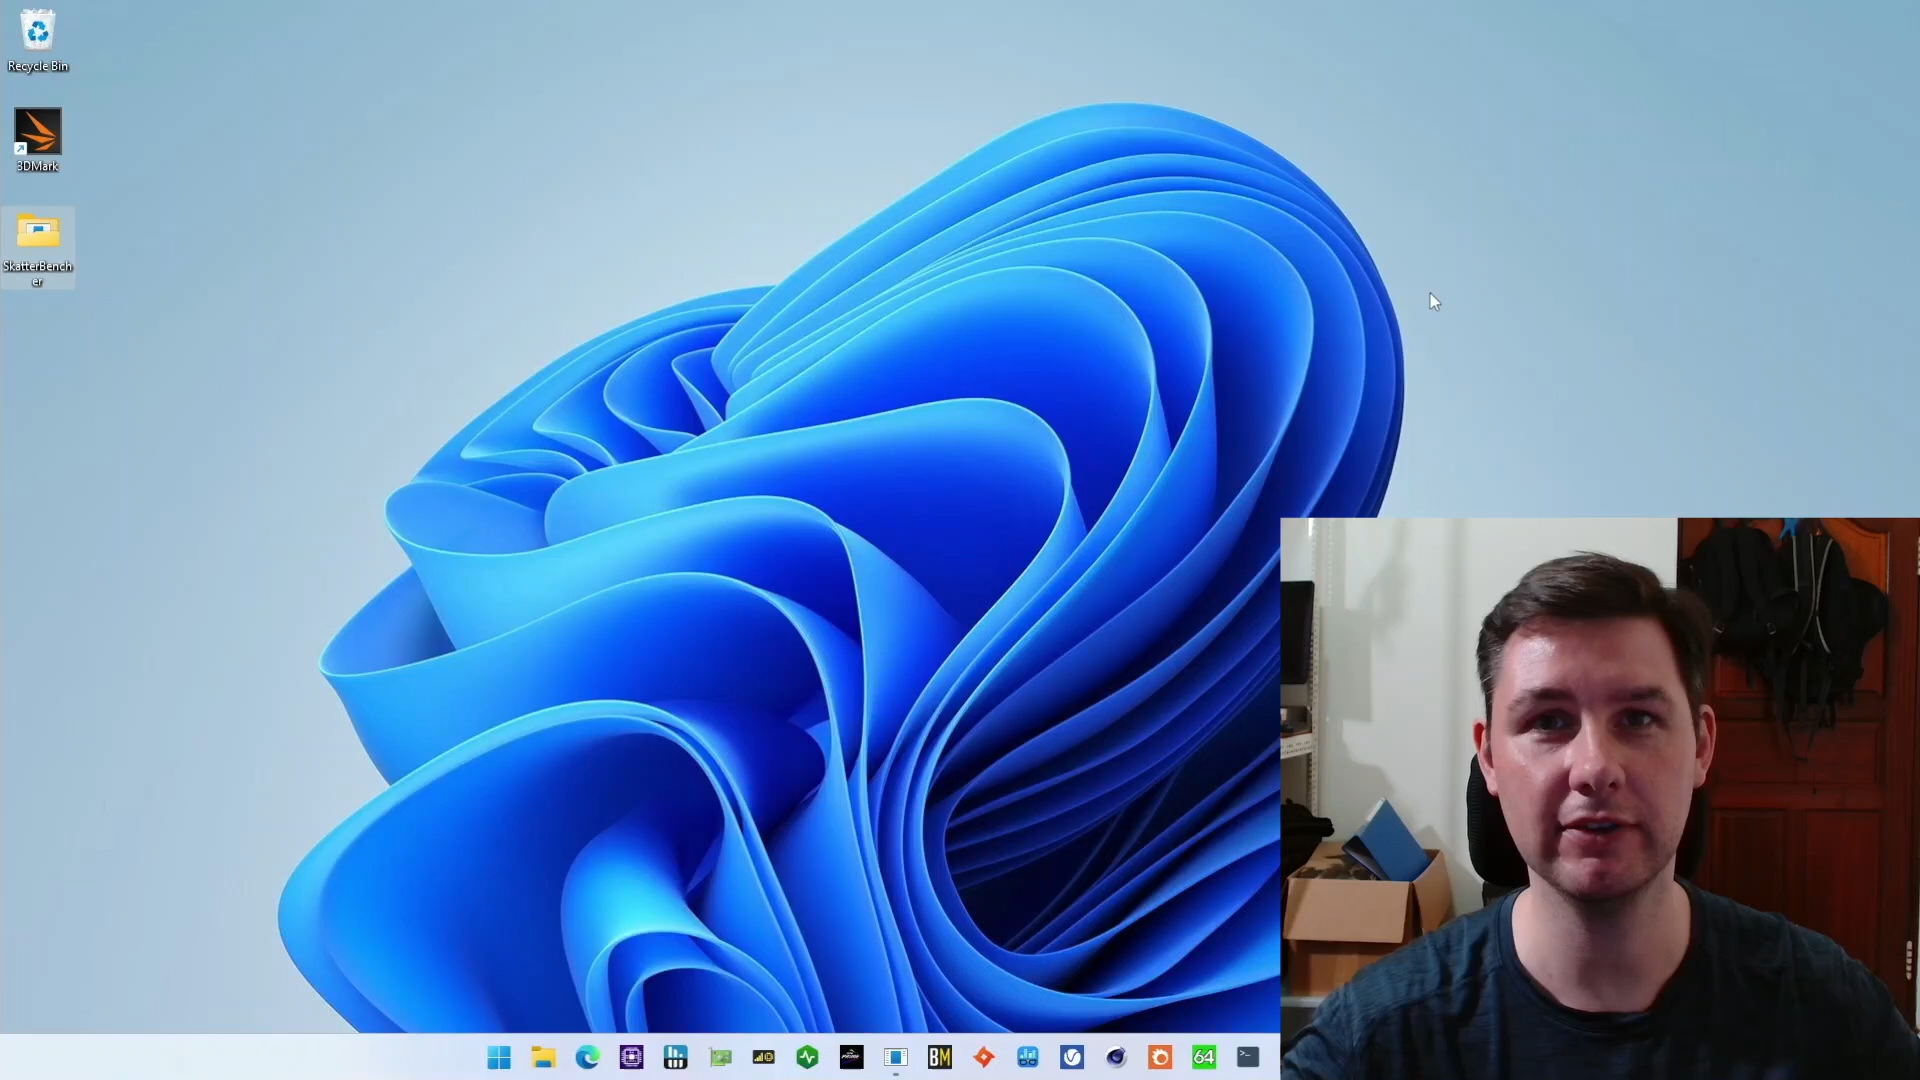 Recycle Bin
3DMark
SkatterBench
er
BM
64